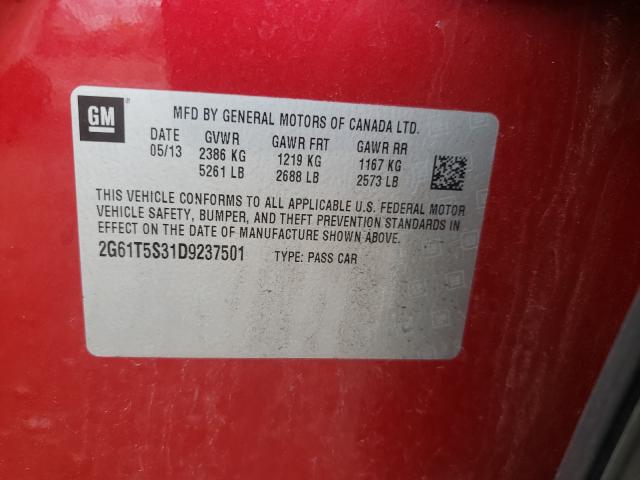 GM
MFD BY GENERAL MOTORS OF CANADA LTD.
DATE GVWR GAWR FRT GAWR RR
05/13 2386 KG 1219 KG 1167 KG
5261 LB 2688 LB 2573 LB
THIS VEHICLE CONFORMS TO ALL APPLICABLE U.S. FEDERAL MOTOR
VEHICLE SAFETY, BUMPER, AND THEFT PREVENTION STANDARDS IN
EFFECT ON THE DATE OF MANUFACTURE SHOWN ABOVE.
2G61T5S31D9237501 TYPE: PASS CAR